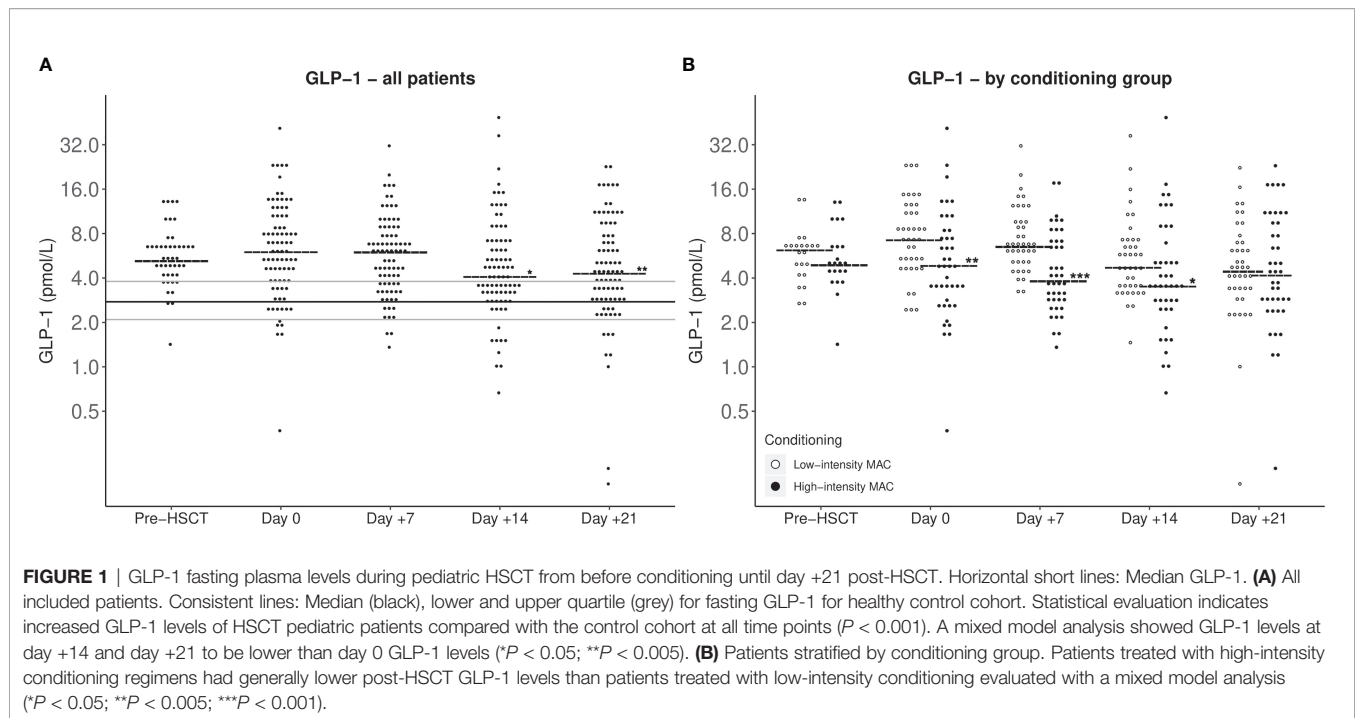 A
GLP−1 − all patients
GLP−1 (pmol/L)
32.0
16.0
8.0
4.0
2.0
1.0
0.5
*
**
Pre−HSCT Day 0 Day +7 Day +14 Day +21
B
GLP−1 − by conditioning group
GLP−1 (pmol/L)
32.0
16.0
8.0
4.0
2.0
1.0
0.5
**
***
*
Conditioning
Low−intensity MAC
High−intensity MAC
Pre−HSCT Day 0 Day +7 Day +14 Day +21
FIGURE 1 | GLP-1 fasting plasma levels during pediatric HSCT from before conditioning until day +21 post-HSCT. Horizontal short lines: Median GLP-1. (A) All
included patients. Consistent lines: Median (black), lower and upper quartile (grey) for fasting GLP-1 for healthy control cohort. Statistical evaluation indicates
increased GLP-1 levels of HSCT pediatric patients compared with the control cohort at all time points (P < 0.001). A mixed model analysis showed GLP-1 levels at
day +14 and day +21 to be lower than day 0 GLP-1 levels (*P < 0.05; **P < 0.005). (B) Patients stratified by conditioning group. Patients treated with high-intensity
conditioning regimens had generally lower post-HSCT GLP-1 levels than patients treated with low-intensity conditioning evaluated with a mixed model analysis
(*P < 0.05; **P < 0.005; ***P < 0.001).